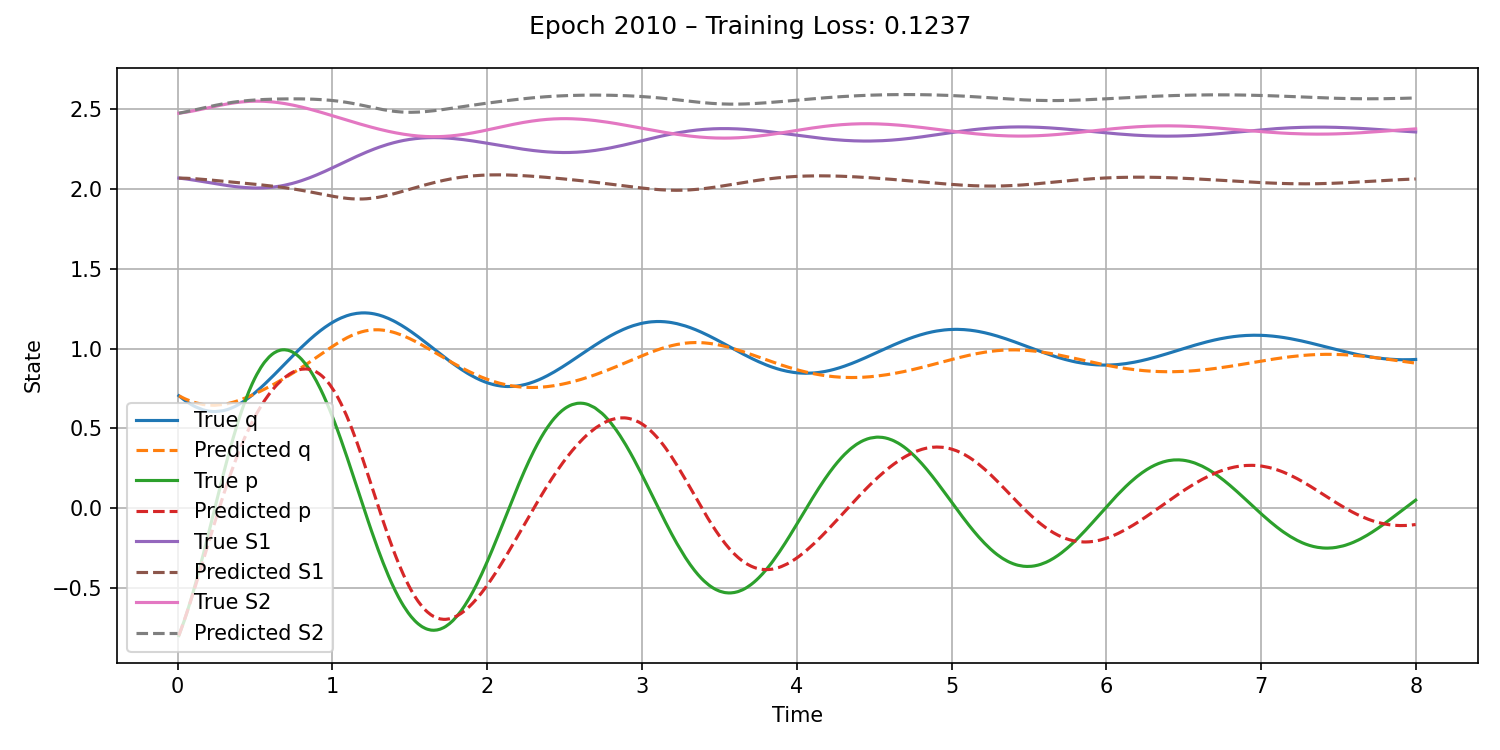 Epoch 2010 – Training Loss: 0.1237
2.5
2.0
1.5
1.0
0.5
0.0
−0.5
State
True q
Predicted q
True p
Predicted p
True S1
Predicted S1
True S2
Predicted S2
0 1 2 3 4 5 6 7 8
Time